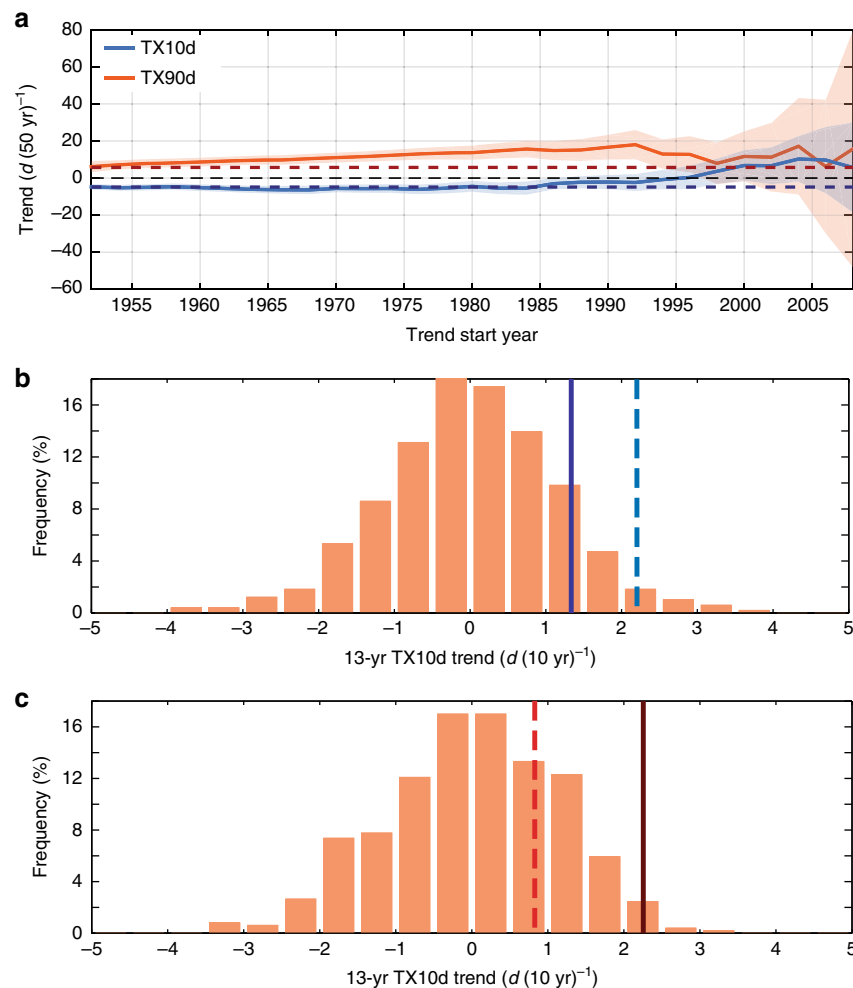 a
80
60
40
20
0
−20
−40
−60
Trend (d (50 yr)⁻¹)
TX10d
TX90d
1955 1960 1965 1970 1975 1980 1985 1990 1995 2000 2005
Trend start year
b
16
12
8
4
0
Frequency (%)
−5 −4 −3 −2 −1 0 1 2 3 4 5
13-yr TX10d trend (d (10 yr)⁻¹)
c
16
12
8
4
0
Frequency (%)
−5 −4 −3 −2 −1 0 1 2 3 4 5
13-yr TX10d trend (d (10 yr)⁻¹)